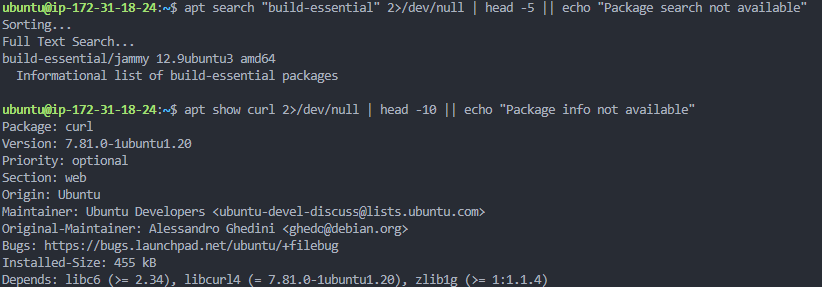 ubuntu@ip-172-31-18-24:~$ apt search "build-essential" 2>/dev/null | head -5 || echo "Package search not available"
Sorting...
Full Text Search...
build-essential/jammy 12.9ubuntu3 amd64
  Informational list of build-essential packages

ubuntu@ip-172-31-18-24:~$ apt show curl 2>/dev/null | head -10 || echo "Package info not available"
Package: curl
Version: 7.81.0-1ubuntu1.20
Priority: optional
Section: web
Origin: Ubuntu
Maintainer: Ubuntu Developers <ubuntu-devel-discuss@lists.ubuntu.com>
Original-Maintainer: Alessandro Ghedini <ghedo@debian.org>
Bugs: https://bugs.launchpad.net/ubuntu/+filebug
Installed-Size: 455 kB
Depends: libc6 (>= 2.34), libcurl4 (= 7.81.0-1ubuntu1.20), zlib1g (>= 1:1.1.4)